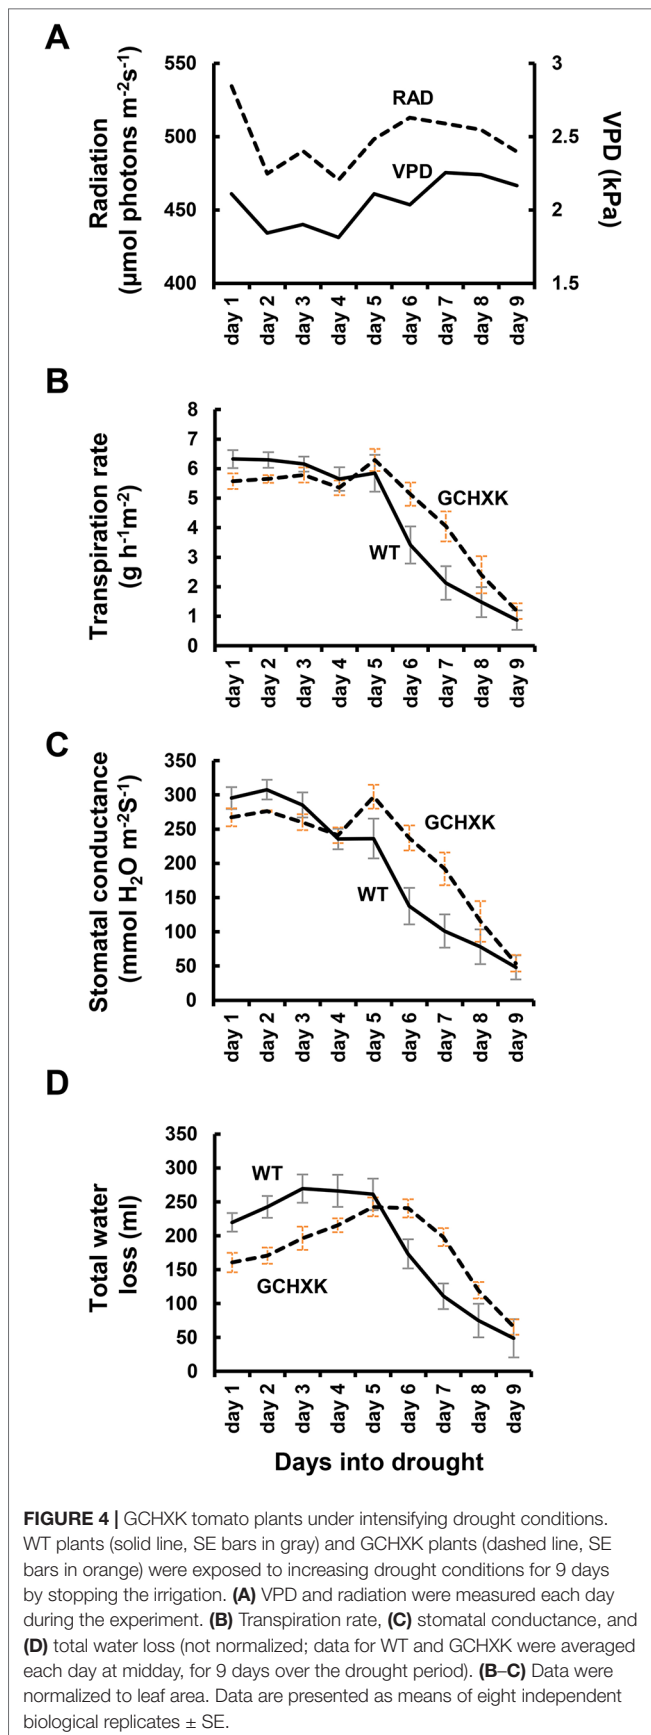 A
550
500
450
400
Radiation
(µmol photons m⁻²s⁻¹)
3
2.5
2
1.5
VPD (kPa)
RAD
VPD
day 1
day 2
day 3
day 4
day 5
day 6
day 7
day 8
day 9
B
8
7
6
5
4
3
2
1
0
Transpiration rate
(g h⁻¹m⁻²)
GCHXK
WT
day 1
day 2
day 3
day 4
day 5
day 6
day 7
day 8
day 9
C
350
300
250
200
150
100
50
0
Stomatal conductance
(mmol H₂O m⁻²S⁻¹)
GCHXK
WT
day 1
day 2
day 3
day 4
day 5
day 6
day 7
day 8
day 9
D
350
300
250
200
150
100
50
0
Total water
loss (ml)
WT
GCHXK
day 1
day 2
day 3
day 4
day 5
day 6
day 7
day 8
day 9
Days into drought
FIGURE 4 | GCHXK tomato plants under intensifying drought conditions.
WT plants (solid line, SE bars in gray) and GCHXK plants (dashed line, SE
bars in orange) were exposed to increasing drought conditions for 9 days
by stopping the irrigation. (A) VPD and radiation were measured each day
during the experiment. (B) Transpiration rate, (C) stomatal conductance, and
(D) total water loss (not normalized; data for WT and GCHXK were averaged
each day at midday, for 9 days over the drought period). (B–C) Data were
normalized to leaf area. Data are presented as means of eight independent
biological replicates ± SE.